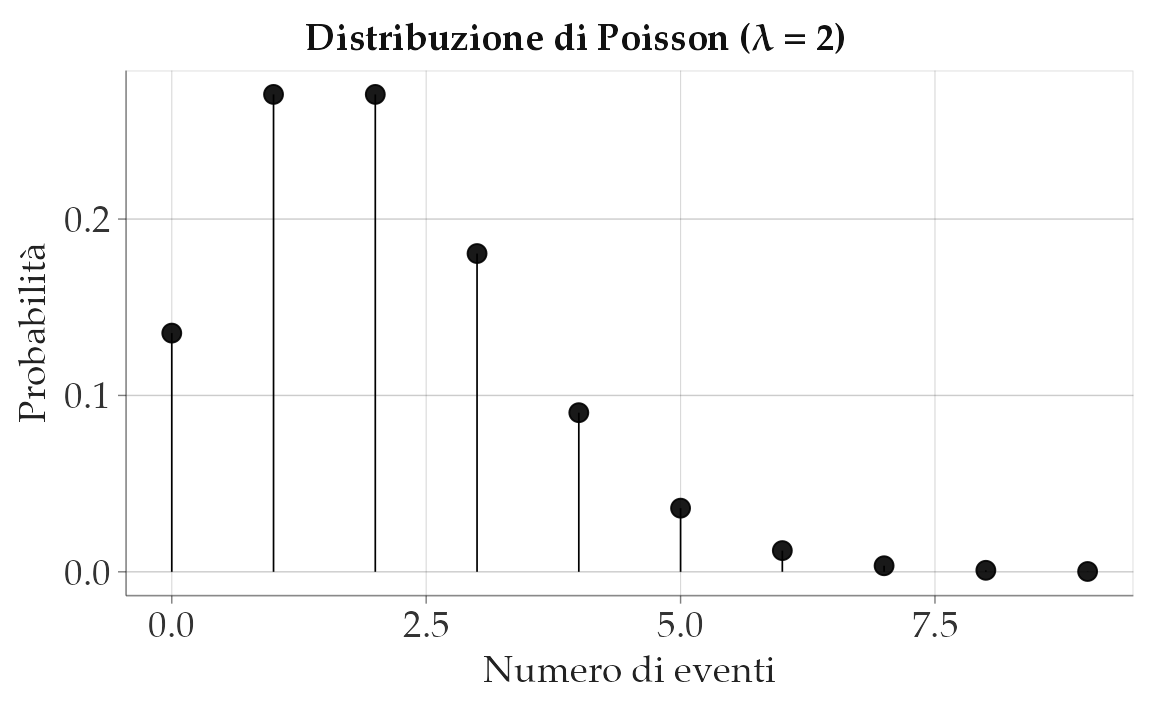 Distribuzione di Poisson (λ = 2)
Probabilità
0.2
0.1
0.0
0.0 2.5 5.0 7.5
Numero di eventi